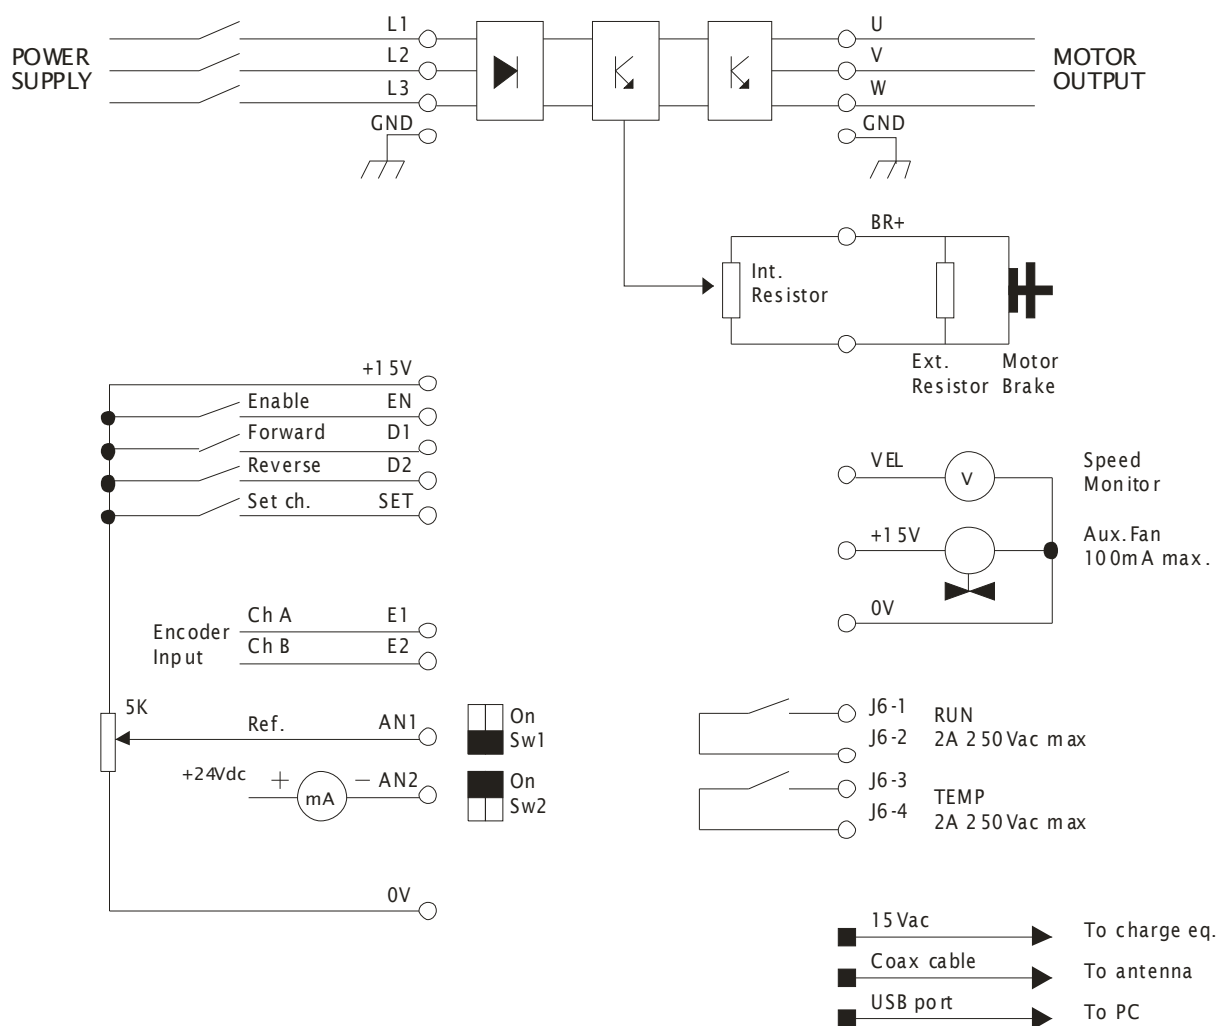 POWER
SUPPLY
L1
L2
L3
GND
U
V
W
GND
MOTOR
OUTPUT
BR+
Int.
Resistor
Ext.
Resistor
Motor
Brake
+15V
Enable EN
Forward D1
Reverse D2
Set ch. SET
VEL
V
Speed
Monitor
+15V
Aux.Fan
100mA max.
0V
Encoder
Input
Ch A E1
Ch B E2
5K
Ref. AN1
On
Sw1
+24Vdc + mA − AN2
On
Sw2
0V
J6-1
J6-2
RUN
2A 250Vac max
J6-3
J6-4
TEMP
2A 250Vac max
15Vac To charge eq.
Coax cable To antenna
USB port To PC